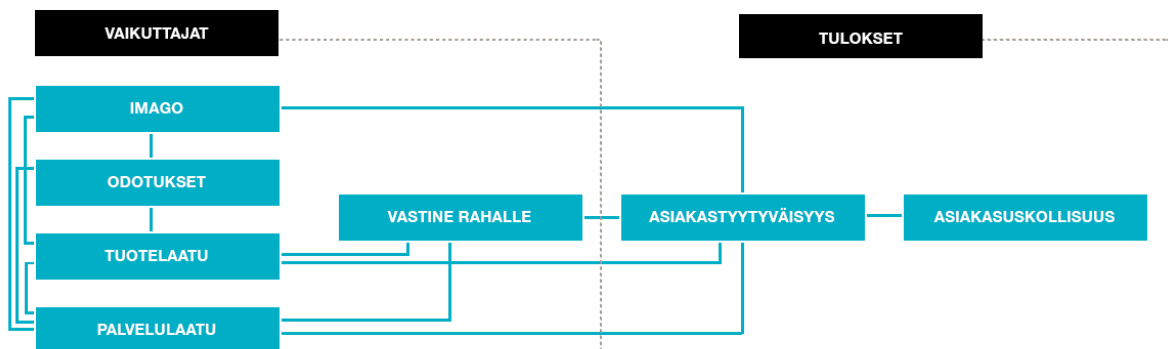 VAIKUTTAJAT
TULOKSET
IMAGO
ODOTUKSET
VASTINE RAHALLE
ASIAKASTYYTYVÄISYYS
ASIAKASUSKOLLISUUS
TUOTELAATU
PALVELULAATU